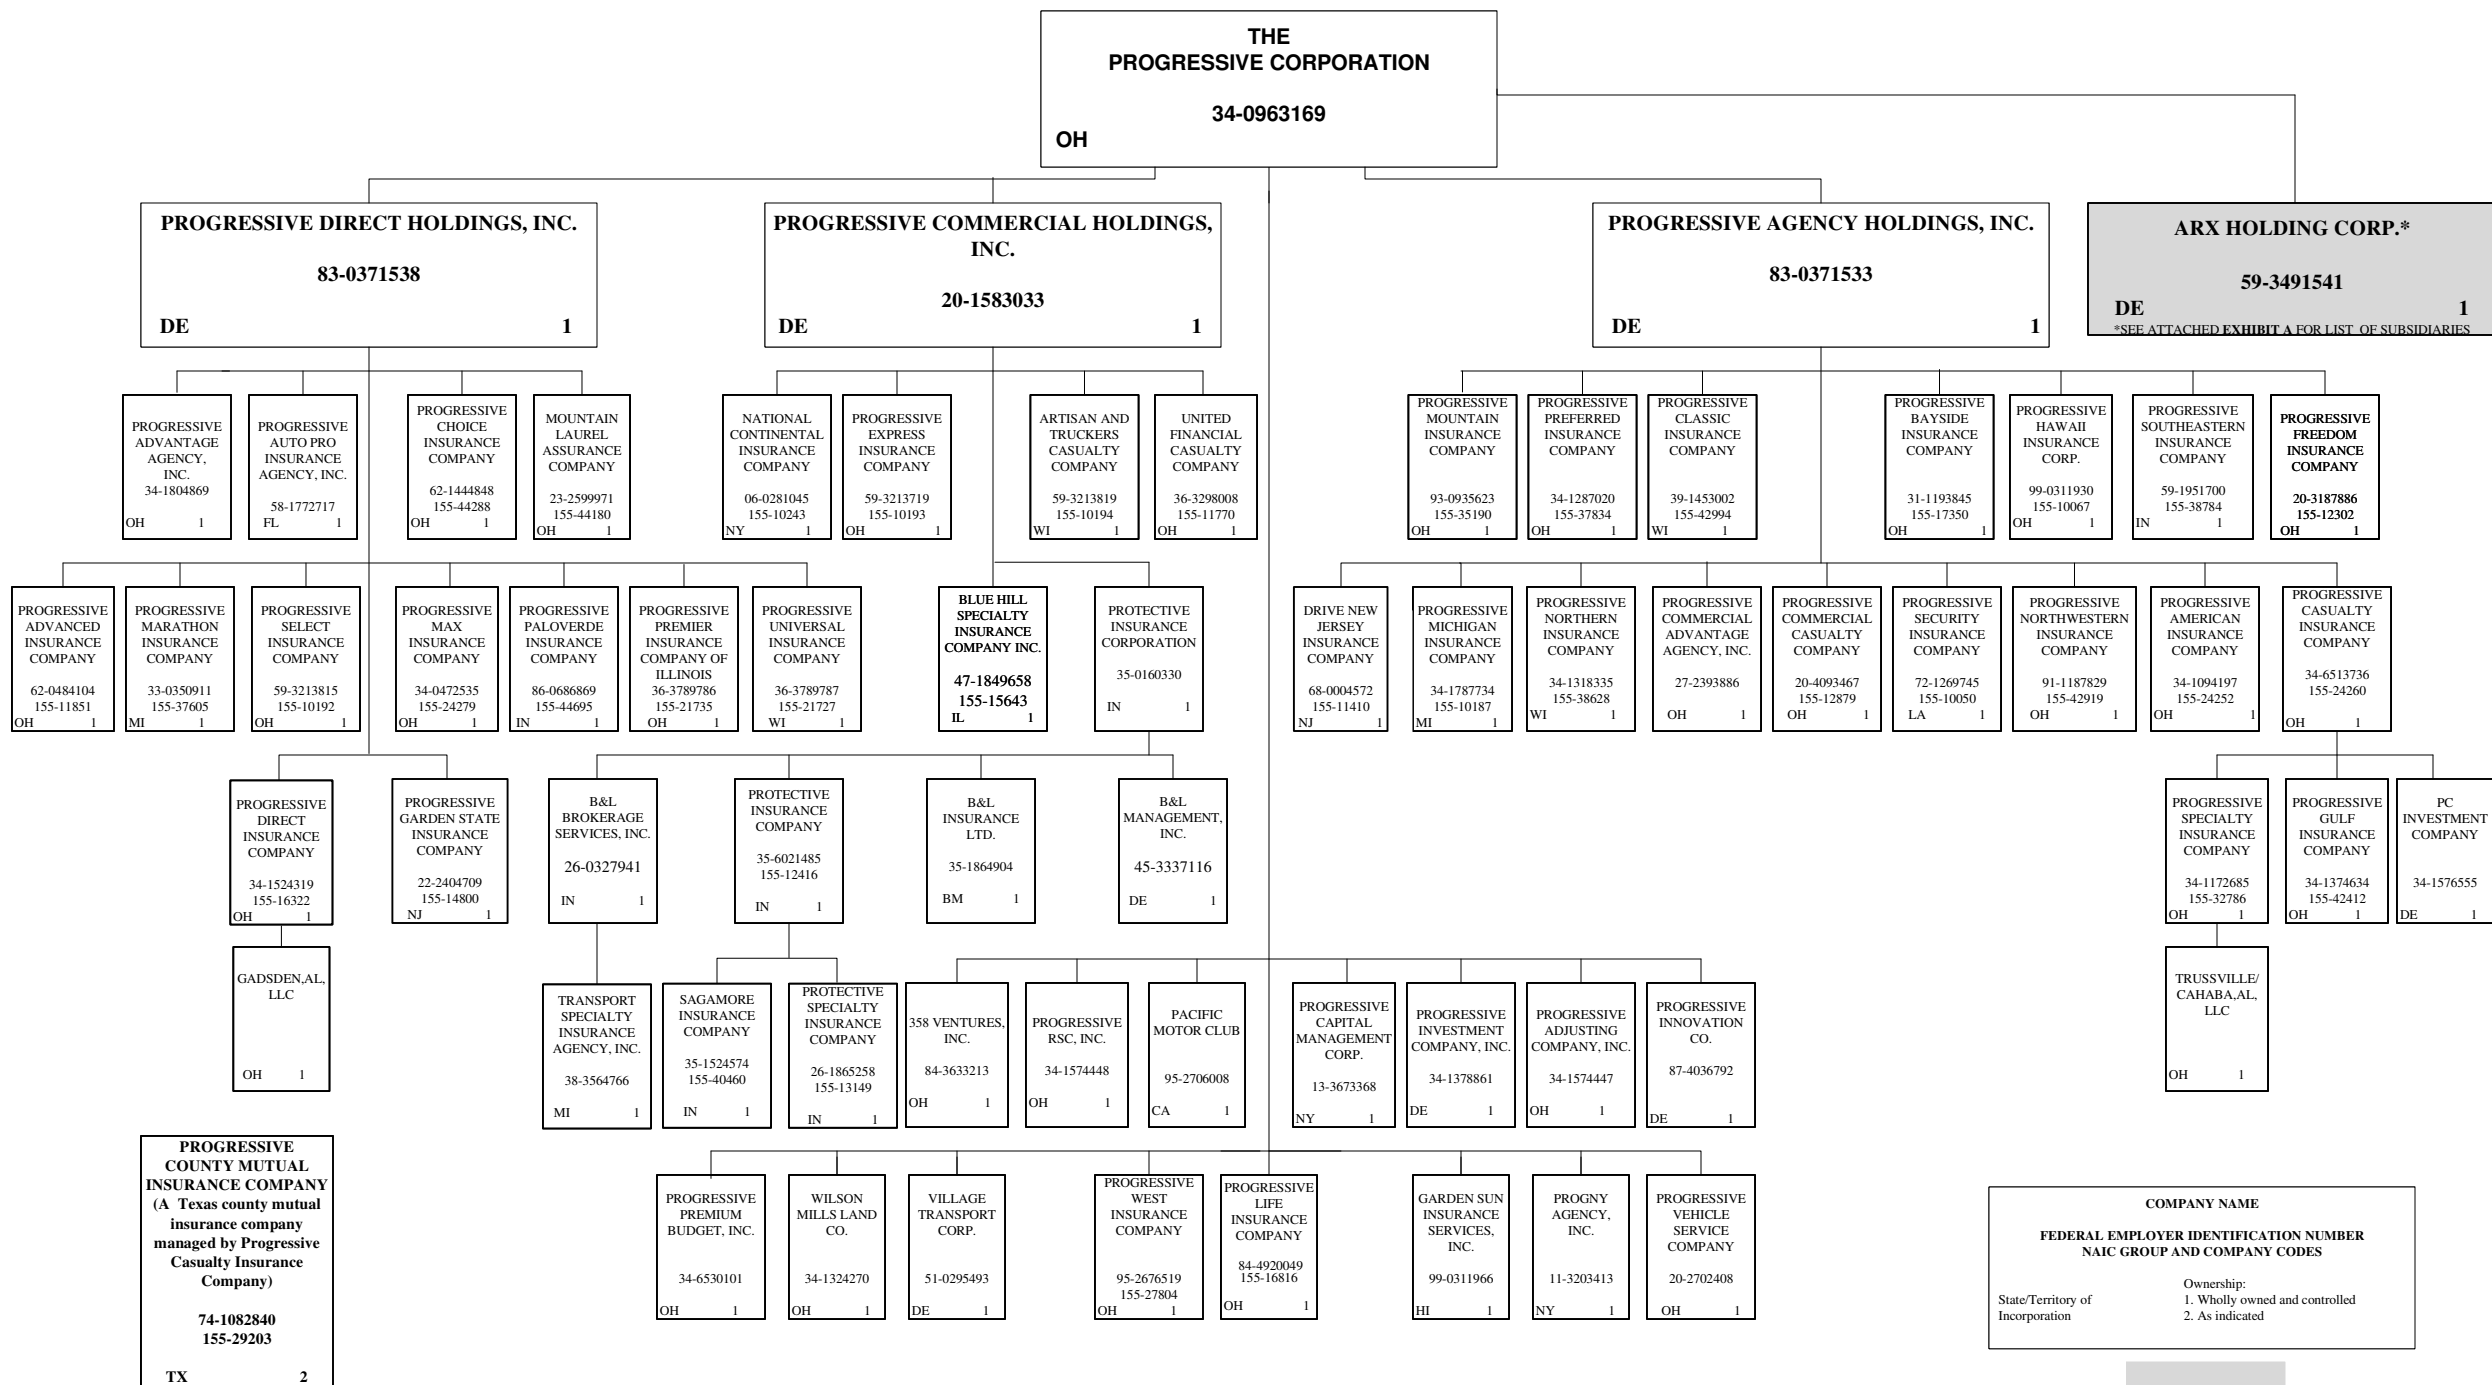 THE
PROGRESSIVE CORPORATION
34-0963169
OH
PROGRESSIVE DIRECT HOLDINGS, INC.
83-0371538
DE 1
PROGRESSIVE COMMERCIAL HOLDINGS,
INC.
20-1583033
DE 1
PROGRESSIVE AGENCY HOLDINGS, INC.
83-0371533
DE 1
ARX HOLDING CORP.*
59-3491541
DE 1
*SEE ATTACHED EXHIBIT A FOR LIST OF SUBSIDIARIES
PROGRESSIVE
ADVANTAGE
AGENCY,
INC.
34-1804869
OH 1
PROGRESSIVE
AUTO PRO
INSURANCE
AGENCY, INC.
58-1772717
FL 1
PROGRESSIVE
CHOICE
INSURANCE
COMPANY
62-1444848
155-44288
OH 1
MOUNTAIN
LAUREL
ASSURANCE
COMPANY
23-2599971
155-44180
OH 1
NATIONAL
CONTINENTAL
INSURANCE
COMPANY
06-0281045
155-10243
NY 1
PROGRESSIVE
EXPRESS
INSURANCE
COMPANY
59-3213719
155-10193
OH 1
ARTISAN AND
TRUCKERS
CASUALTY
COMPANY
59-3213819
155-10194
WI 1
UNITED
FINANCIAL
CASUALTY
COMPANY
36-3298008
155-11770
OH 1
PROGRESSIVE
MOUNTAIN
INSURANCE
COMPANY
93-0935623
155-35190
OH 1
PROGRESSIVE
PREFERRED
INSURANCE
COMPANY
34-1287020
155-37834
OH 1
PROGRESSIVE
CLASSIC
INSURANCE
COMPANY
39-1453002
155-42994
WI 1
PROGRESSIVE
BAYSIDE
INSURANCE
COMPANY
31-1193845
155-17350
OH 1
PROGRESSIVE
HAWAII
INSURANCE
CORP.
99-0311930
155-10067
OH 1
PROGRESSIVE
SOUTHEASTERN
INSURANCE
COMPANY
59-1951700
155-38784
IN 1
PROGRESSIVE
FREEDOM
INSURANCE
COMPANY
20-3187886
155-12302
OH 1
PROGRESSIVE
ADVANCED
INSURANCE
COMPANY
62-0484104
155-11851
OH 1
PROGRESSIVE
MARATHON
INSURANCE
COMPANY
33-0350911
155-37605
MI 1
PROGRESSIVE
SELECT
INSURANCE
COMPANY
59-3213815
155-10192
OH 1
PROGRESSIVE
MAX
INSURANCE
COMPANY
34-0472535
155-24279
OH 1
PROGRESSIVE
PALOVERDE
INSURANCE
COMPANY
86-0686869
155-44695
IN 1
PROGRESSIVE
PREMIER
INSURANCE
COMPANY OF
ILLINOIS
36-3789786
155-21735
OH 1
PROGRESSIVE
UNIVERSAL
INSURANCE
COMPANY
36-3789787
155-21727
WI 1
BLUE HILL
SPECIALTY
INSURANCE
COMPANY INC.
47-1849658
155-15643
IL 1
PROTECTIVE
INSURANCE
CORPORATION
35-0160330
IN 1
DRIVE NEW
JERSEY
INSURANCE
COMPANY
68-0004572
155-11410
NJ 1
PROGRESSIVE
MICHIGAN
INSURANCE
COMPANY
34-1787734
155-10187
MI 1
PROGRESSIVE
NORTHERN
INSURANCE
COMPANY
34-1318335
155-38628
WI 1
PROGRESSIVE
COMMERCIAL
ADVANTAGE
AGENCY, INC.
27-2393886
OH 1
PROGRESSIVE
COMMERCIAL
CASUALTY
COMPANY
20-4093467
155-12879
OH 1
PROGRESSIVE
SECURITY
INSURANCE
COMPANY
72-1269745
155-10050
LA 1
PROGRESSIVE
NORTHWESTERN
INSURANCE
COMPANY
91-1187829
155-42919
OH 1
PROGRESSIVE
AMERICAN
INSURANCE
COMPANY
34-1094197
155-24252
OH 1
PROGRESSIVE
CASUALTY
INSURANCE
COMPANY
34-6513736
155-24260
OH 1
PROGRESSIVE
DIRECT
INSURANCE
COMPANY
34-1524319
155-16322
OH 1
PROGRESSIVE
GARDEN STATE
INSURANCE
COMPANY
22-2404709
155-14800
NJ 1
B&L
BROKERAGE
SERVICES, INC.
26-0327941
IN 1
PROTECTIVE
INSURANCE
COMPANY
35-6021485
155-12416
IN 1
B&L
INSURANCE
LTD.
35-1864904
BM 1
B&L
MANAGEMENT,
INC.
45-3337116
DE 1
PROGRESSIVE
SPECIALTY
INSURANCE
COMPANY
34-1172685
155-32786
OH 1
PROGRESSIVE
GULF
INSURANCE
COMPANY
34-1374634
155-42412
OH 1
PC
INVESTMENT
COMPANY
34-1576555
DE 1
GADSDEN,AL,
LLC
OH 1
TRANSPORT
SPECIALTY
INSURANCE
AGENCY, INC.
38-3564766
MI 1
SAGAMORE
INSURANCE
COMPANY
35-1524574
155-40460
IN 1
PROTECTIVE
SPECIALTY
INSURANCE
COMPANY
26-1865258
155-13149
IN 1
358 VENTURES,
INC.
84-3633213
OH 1
PROGRESSIVE
RSC, INC.
34-1574448
OH 1
PACIFIC
MOTOR CLUB
95-2706008
CA 1
PROGRESSIVE
CAPITAL
MANAGEMENT
CORP.
13-3673368
NY 1
PROGRESSIVE
INVESTMENT
COMPANY, INC.
34-1378861
DE 1
PROGRESSIVE
ADJUSTING
COMPANY, INC.
34-1574447
OH 1
PROGRESSIVE
INNOVATION
CO.
87-4036792
DE 1
TRUSSVILLE/
CAHABA,AL,
LLC
OH 1
PROGRESSIVE
COUNTY MUTUAL
INSURANCE COMPANY
(A Texas county mutual
insurance company
managed by Progressive
Casualty Insurance
Company)
74-1082840
155-29203
TX 2
PROGRESSIVE
PREMIUM
BUDGET, INC.
34-6530101
OH 1
WILSON
MILLS LAND
CO.
34-1324270
OH 1
VILLAGE
TRANSPORT
CORP.
51-0295493
DE 1
PROGRESSIVE
WEST
INSURANCE
COMPANY
95-2676519
155-27804
OH 1
PROGRESSIVE
LIFE
INSURANCE
COMPANY
84-4920049
155-16816
OH 1
GARDEN SUN
INSURANCE
SERVICES,
INC.
99-0311966
HI 1
PROGNY
AGENCY,
INC.
11-3203413
NY 1
PROGRESSIVE
VEHICLE
SERVICE
COMPANY
20-2702408
OH 1
COMPANY NAME
FEDERAL EMPLOYER IDENTIFICATION NUMBER
NAIC GROUP AND COMPANY CODES
Ownership:
State/Territory of 1. Wholly owned and controlled
Incorporation 2. As indicated